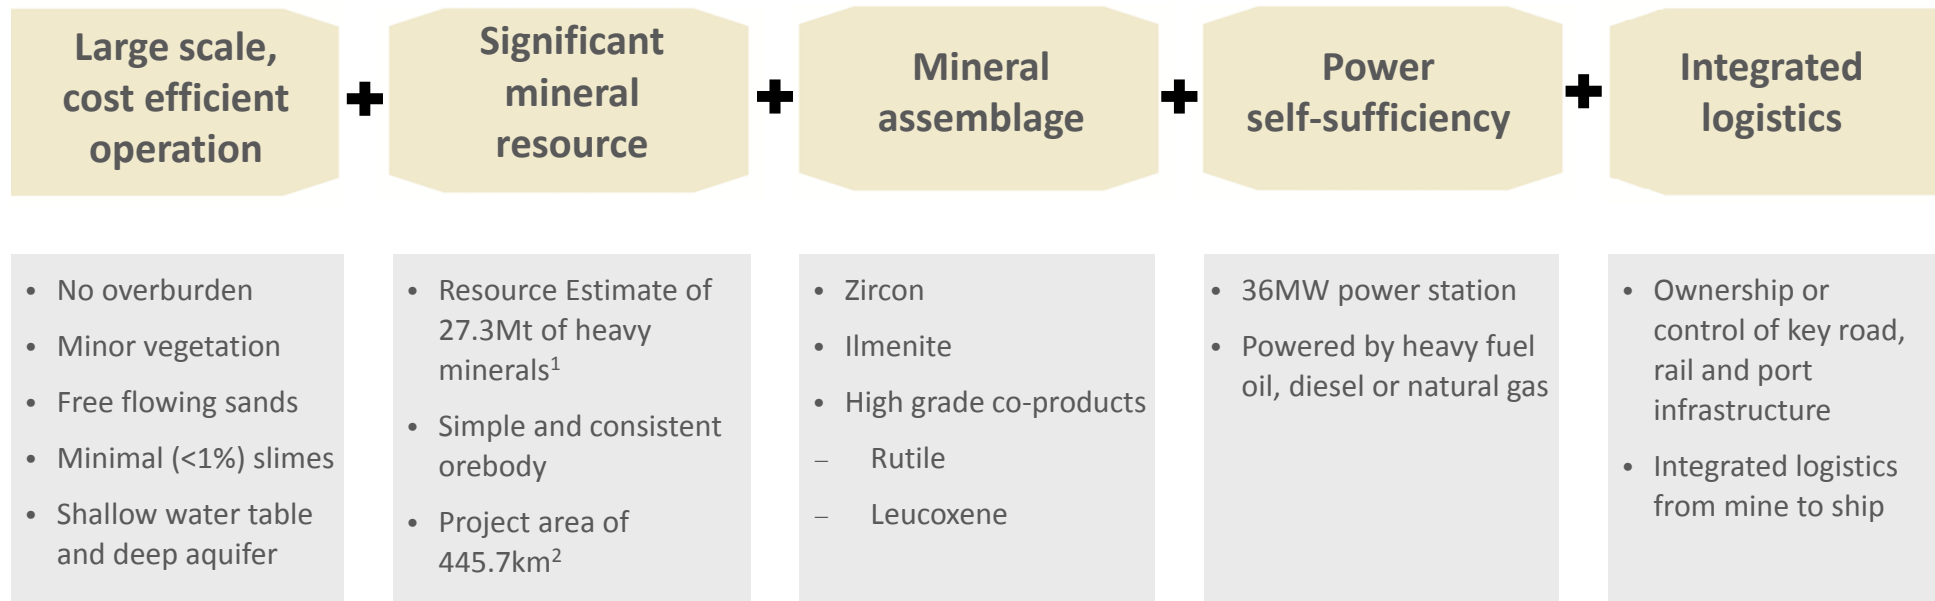 Large scale,
cost efficient
operation
Significant
mineral
resource
Mineral
assemblage
Power
self-sufficiency
Integrated
logistics
• No overburden
• Minor vegetation
• Free flowing sands
• Minimal (<1%) slimes
• Shallow water table
and deep aquifer
• Resource Estimate of
27.3Mt of heavy
minerals¹
• Simple and consistent
orebody
• Project area of
445.7km²
• Zircon
• Ilmenite
• High grade co-products
– Rutile
– Leucoxene
• 36MW power station
• Powered by heavy fuel
oil, diesel or natural gas
• Ownership or
control of key road,
rail and port
infrastructure
• Integrated logistics
from mine to ship